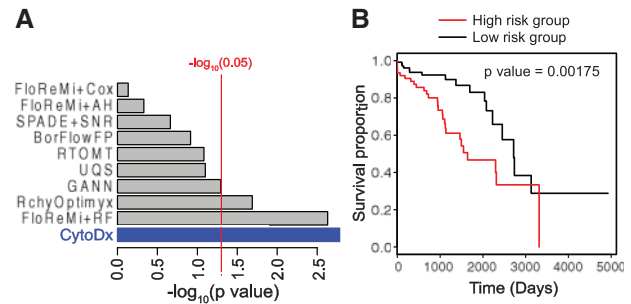 A
-log10(0.05)
FloReMi+Cox
FloReMi+AH
SPADE+SNR
BorFlowFP
RTOMT
UQS
GANN
RchyOptimyx
FloReMi+RF
CytoDx
0.0 0.5 1.0 1.5 2.0 2.5
-log10(p value)
B
High risk group
Low risk group
p value = 0.00175
Survival proportion
1.0
0.8
0.6
0.4
0.2
0.0
0 1000 2000 3000 4000 5000
Time (Days)